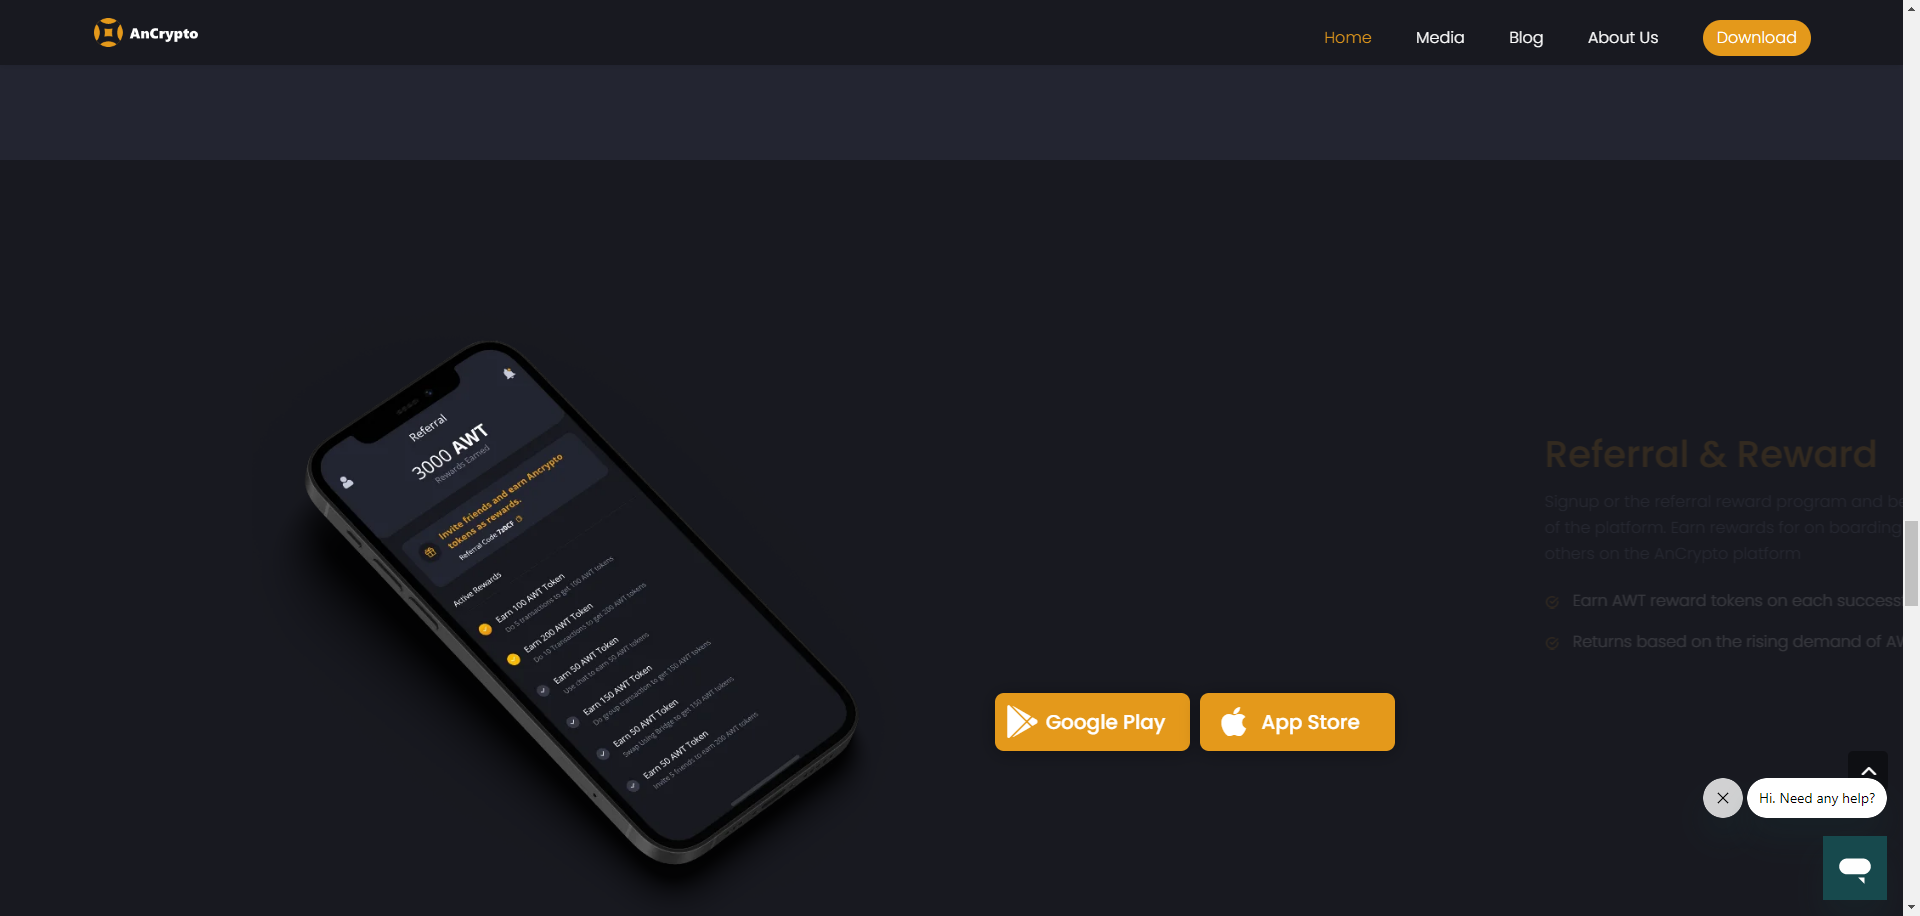 AnCrypto
Home
Media
Blog
About Us
Download
Referral
3000 AWT
Rewards Earned
Invite friends and earn Ancrypto
tokens as rewards.
Referral Code
Active Rewards
Earn 100 AWT Token
Do 5 transactions to get 100 AWT tokens
Earn 200 AWT Token
Do 10 Transactions to get 200 AWT tokens
Earn 50 AWT Token
Use chat to earn 50 AWT tokens
Earn 150 AWT Token
Do group transaction to get 150 AWT tokens
Earn 50 AWT Token
Swap Using Bridge to get 150 AWT tokens
Earn 50 AWT Token
Invite 5 friends to earn 200 AWT tokens
Referral & Reward
Signup or the referral reward program and be
of the platform. Earn rewards for on boarding
others on the AnCrypto platform
Earn AWT reward tokens on each success
Returns based on the rising demand of AW
Google Play
App Store
Hi. Need any help?